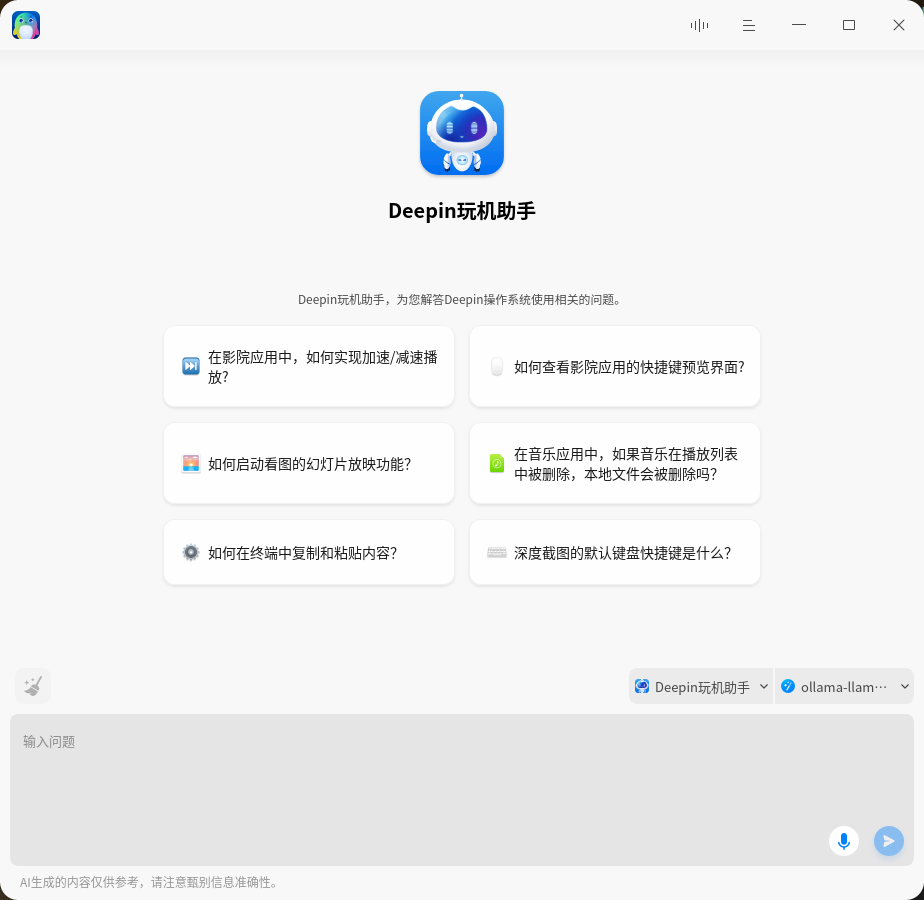 Deepin玩机助手
Deepin玩机助手，为您解答Deepin操作系统使用相关的问题。
在影院应用中，如何实现加速/减速播
放?
如何查看影院应用的快捷键预览界面?
如何启动看图的幻灯片放映功能?
在音乐应用中，如果音乐在播放列表
中被删除，本地文件会被删除吗?
如何在终端中复制和粘贴内容?
深度截图的默认键盘快捷键是什么?
Deepin玩机助手
ollama-llam···
输入问题
AI生成的内容仅供参考，请注意甄别信息准确性。